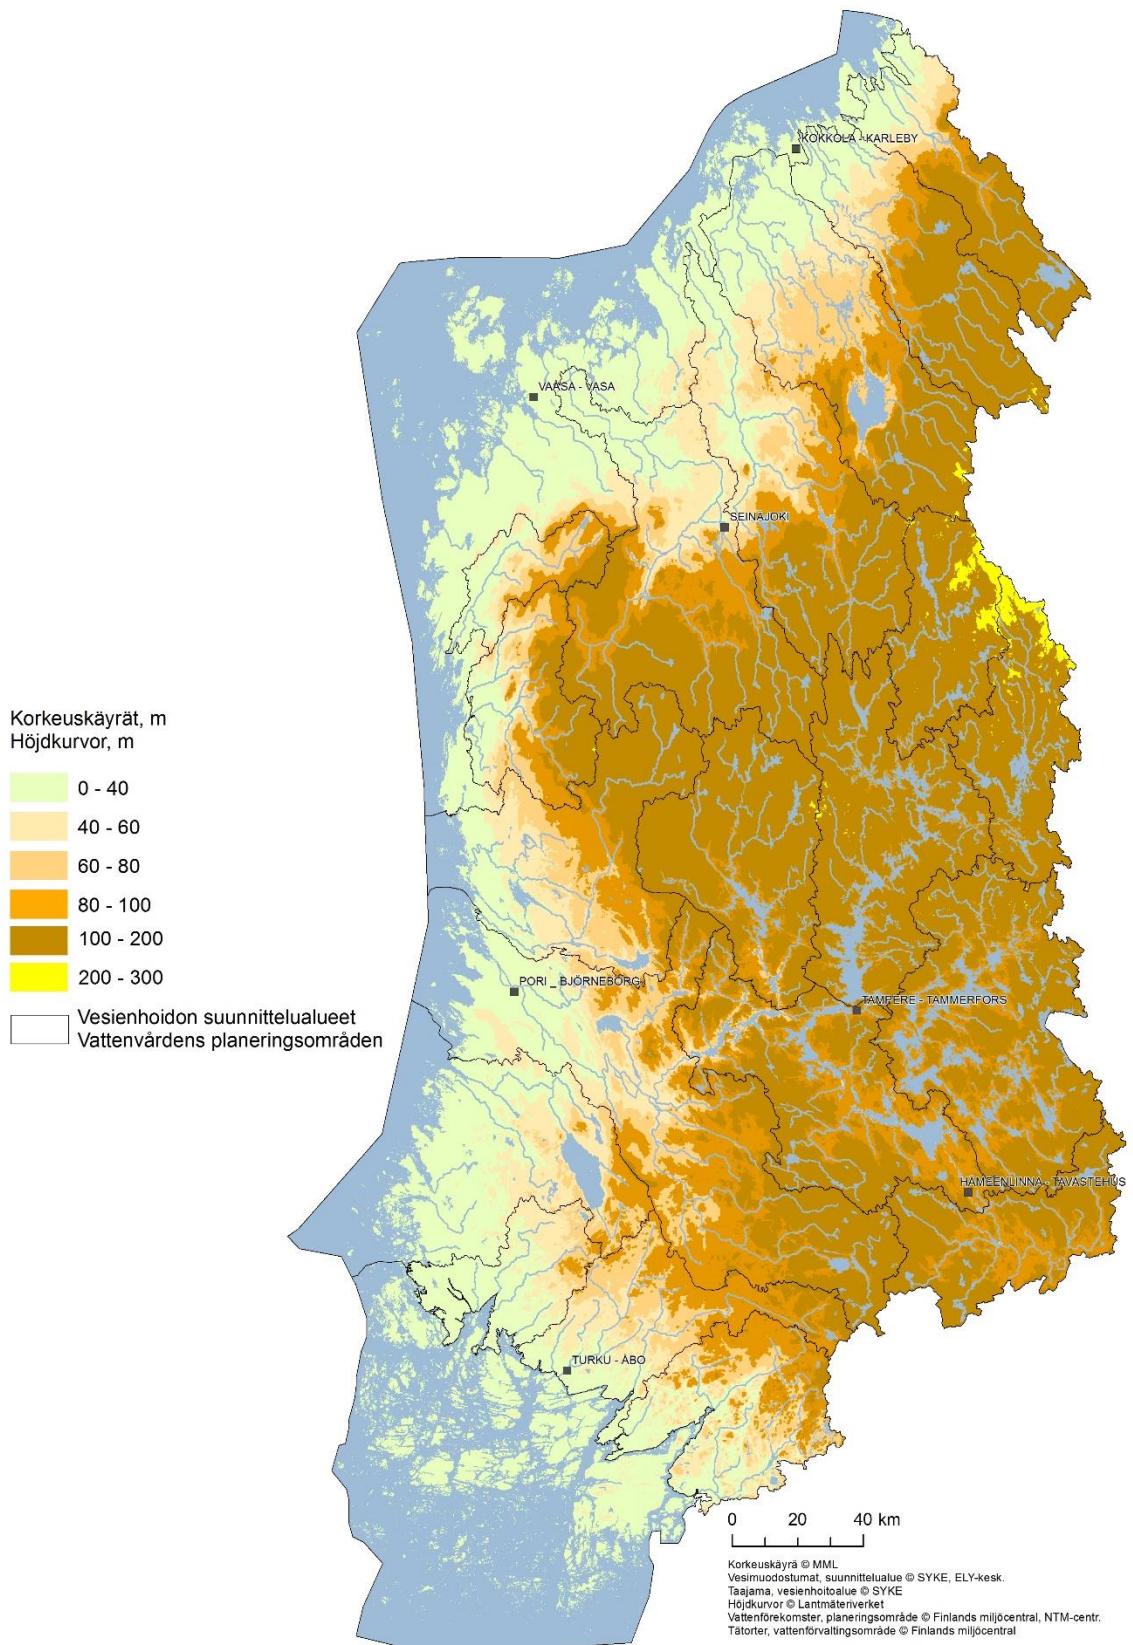 KOKKOLA - KARLEBY
VAASA - VASA
SEINÄJOKI
Korkeuskäyrät, m
Höjdkurvor, m
0 - 40
40 - 60
60 - 80
80 - 100
100 - 200
200 - 300
Vesienhoidon suunnittelualueet
Vattenvårdens planeringsområden
PORI _ BJÖRNEBORG
TAMPERE - TAMMERFORS
HÄMEENLINNA - TAVASTEHUS
TURKU - ÅBO
0 20 40 km
Korkeuskäyrä © MML
Vesimuodostumat, suunnittelualue © SYKE, ELY-kesk.
Taajama, vesienhoitoalue © SYKE
Höjdkurvor © Lantmäteriverket
Vattenförekomster, planeringsområde © Finlands miljöcentral, NTM-centr.
Tätorter, vattenförvaltingsområde © Finlands miljöcentral